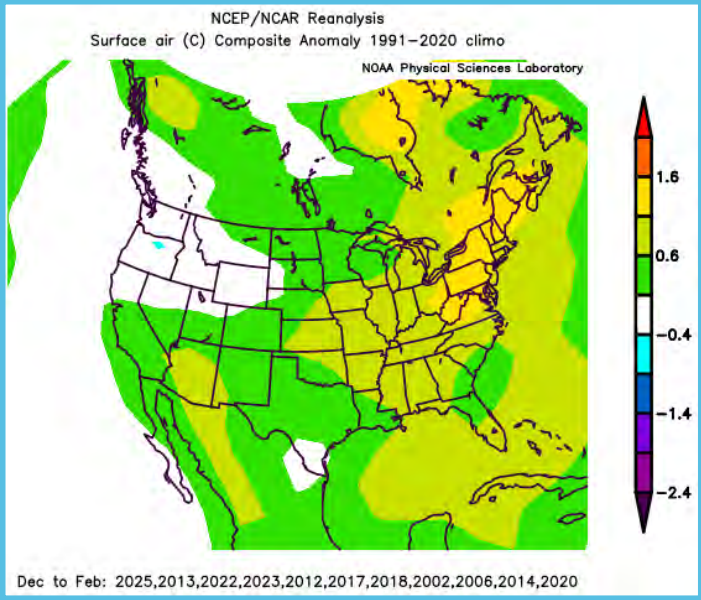 NCEP/NCAR Reanalysis
Surface air (C) Composite Anomaly 1991-2020 climo
NOAA Physical Sciences Laboratory
1.6
0.6
-0.4
-1.4
-2.4
Dec to Feb: 2025,2013,2022,2023,2012,2017,2018,2002,2006,2014,2020